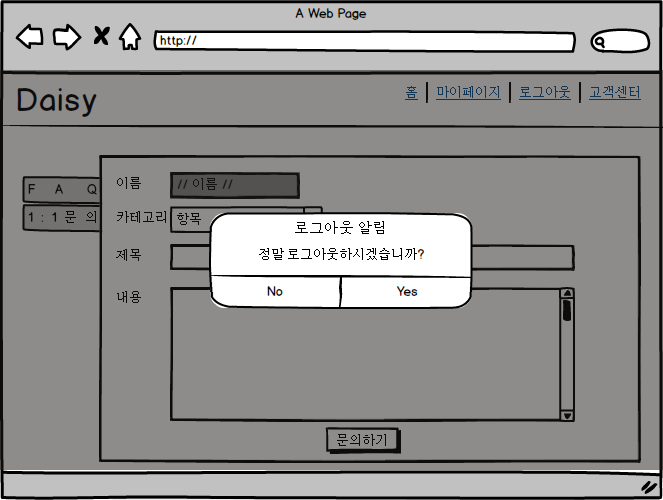 A Web Page
http://
Daisy
홈 마이페이지 로그아웃 고객센터
F A Q
1 : 1 문 의
이름 // 이름 //
카테고리 항목
제목
내용
로그아웃 알림
정말 로그아웃하시겠습니까?
No Yes
문의하기